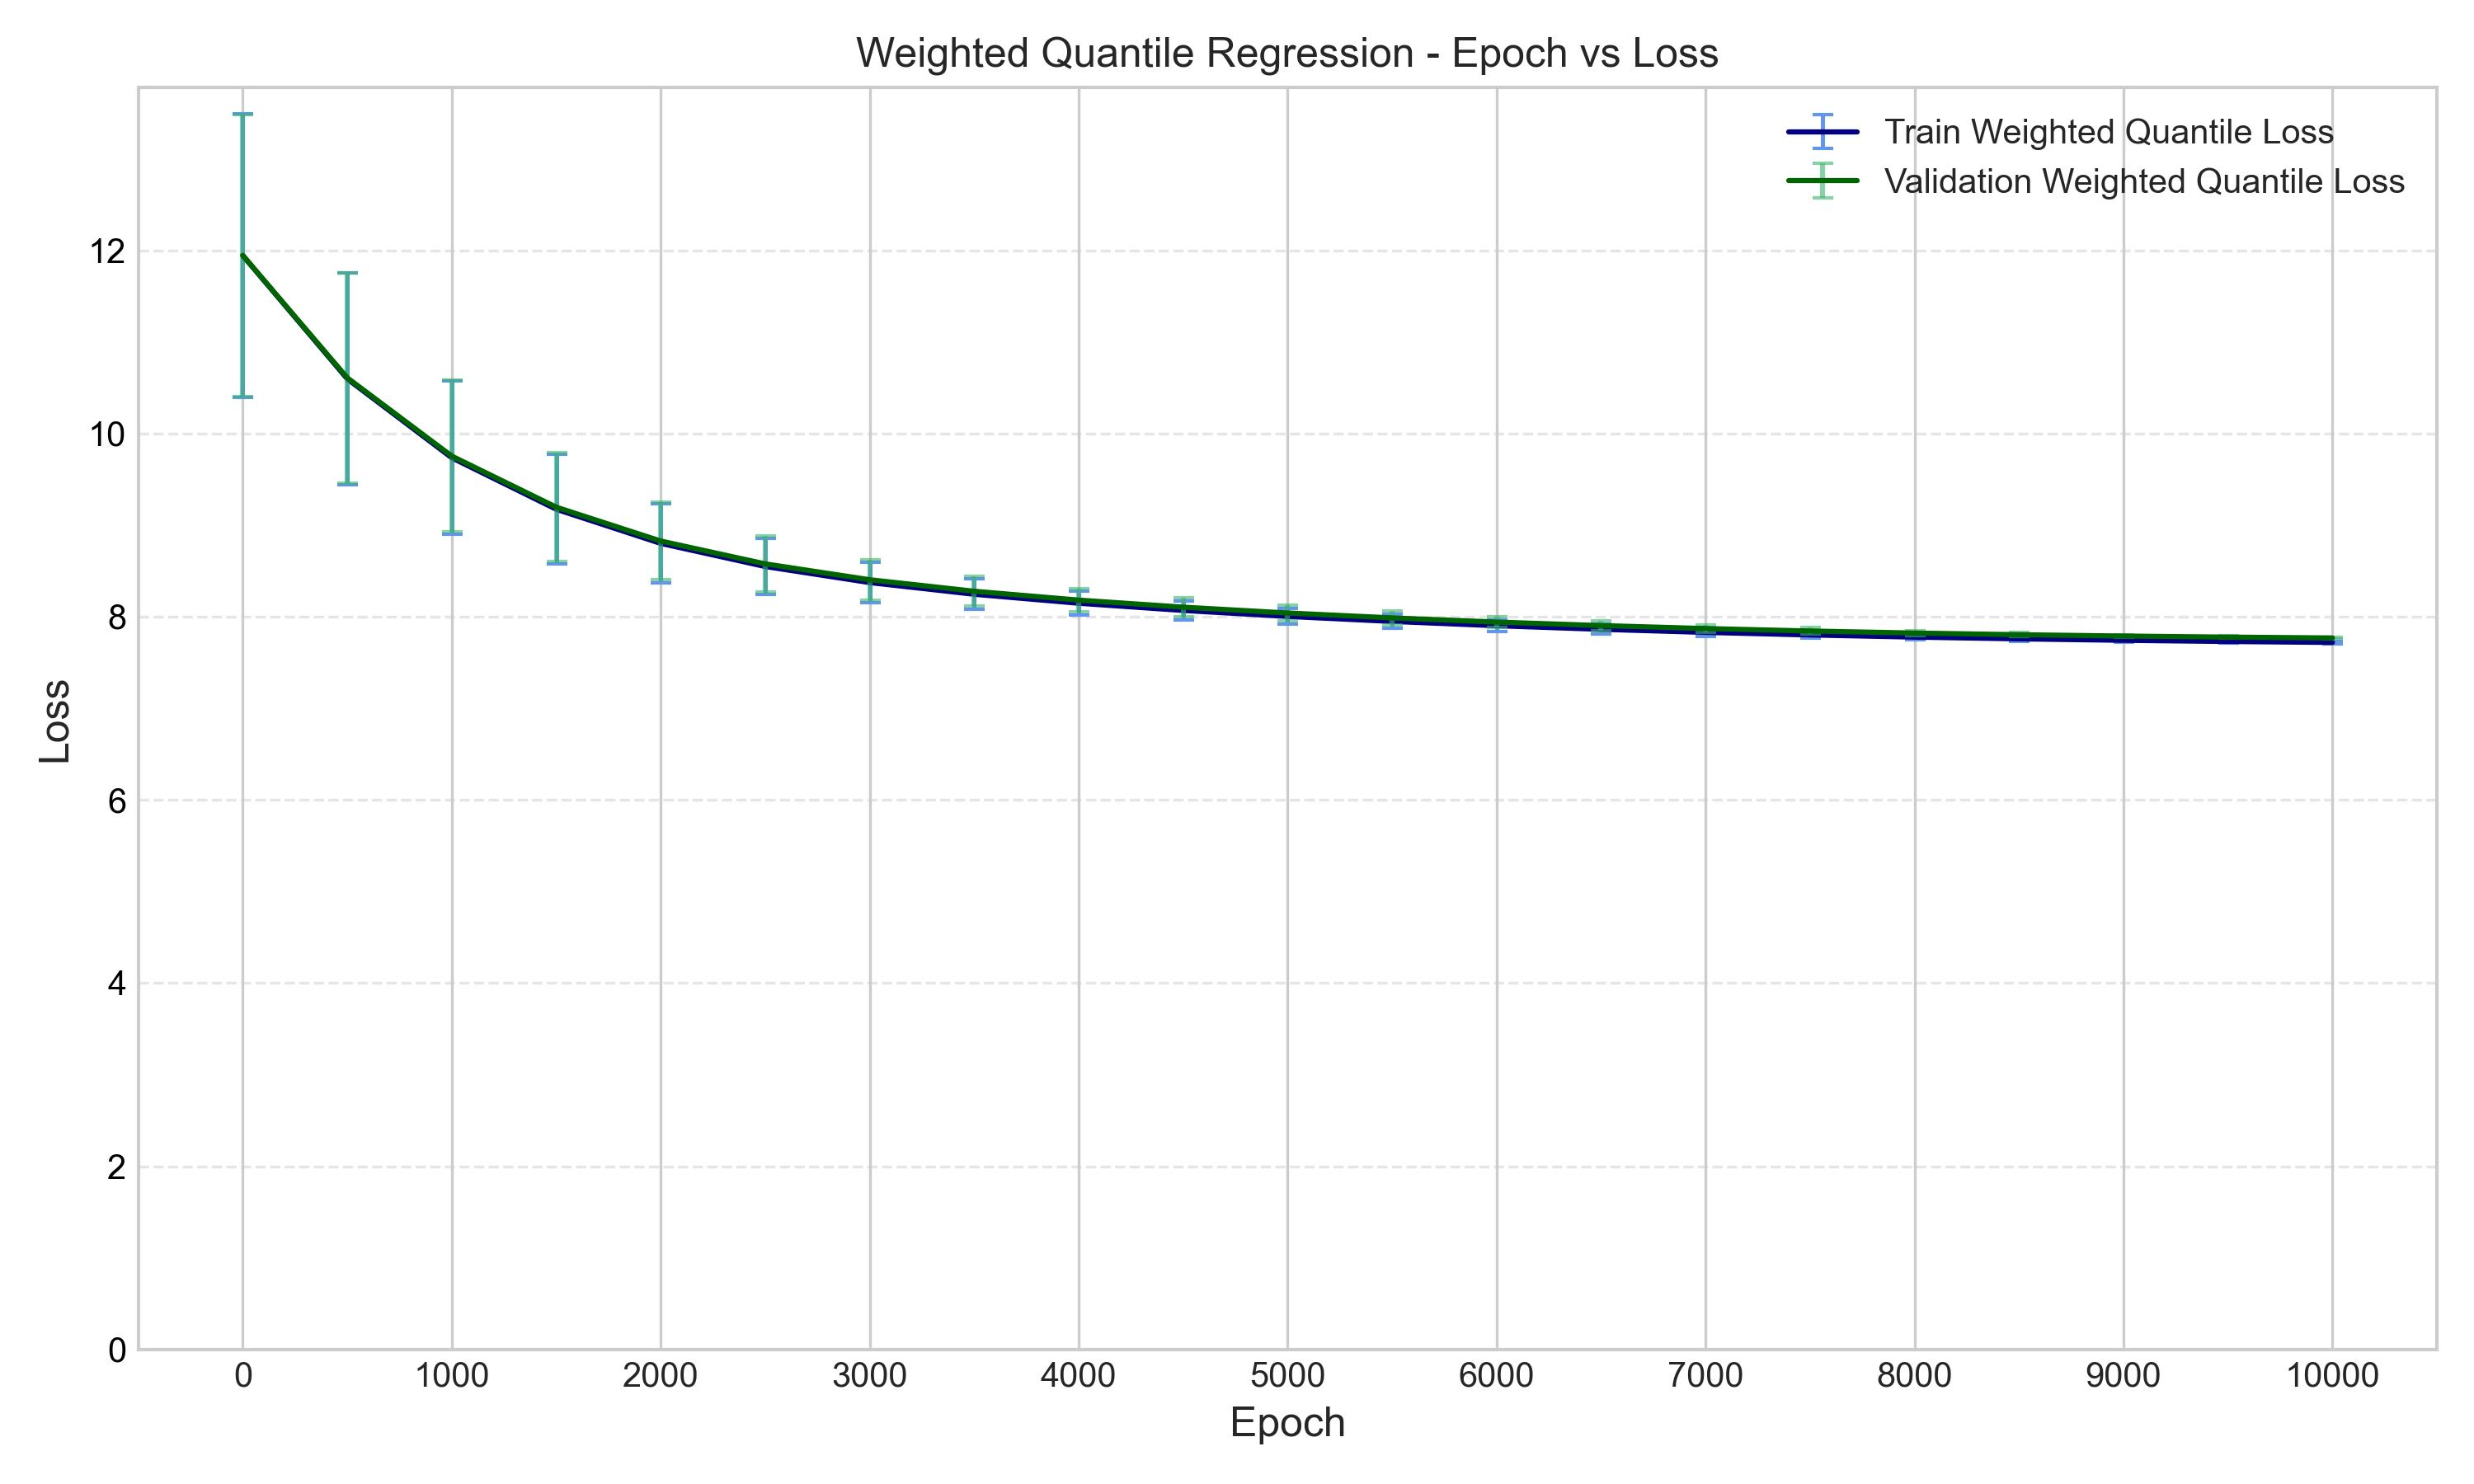 Weighted Quantile Regression - Epoch vs Loss
Train Weighted Quantile Loss
Validation Weighted Quantile Loss
12
10
8
6
4
2
0
Loss
0 1000 2000 3000 4000 5000 6000 7000 8000 9000 10000
Epoch